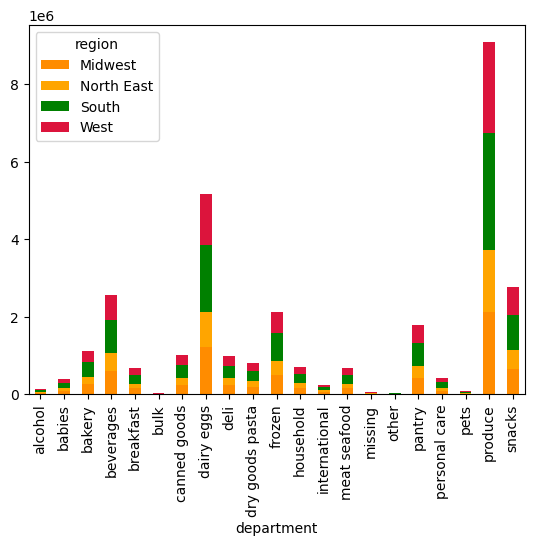 1e6
region
Midwest
North East
South
West
8
6
4
2
0
alcohol
babies
bakery
beverages
breakfast
bulk
canned goods
dairy eggs
deli
dry goods pasta
frozen
household
international
meat seafood
missing
other
pantry
personal care
pets
produce
snacks
department